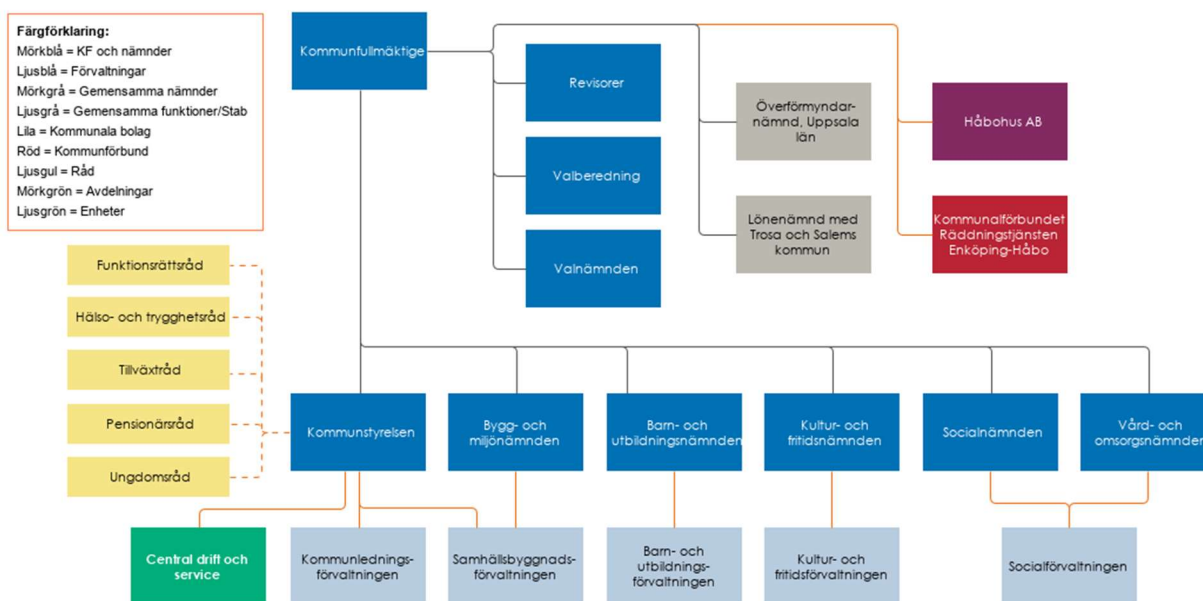 Färgförklaring:
Mörkblå = KF och nämnder
Ljusblå = Förvaltningar
Mörkgrå = Gemensamma nämnder
Ljusgrå = Gemensamma funktioner/Stab
Lila = Kommunala bolag
Röd = Kommunförbund
Ljusgul = Råd
Mörkgrön = Avdelningar
Ljusgrön = Enheter
Kommunfullmäktige
Revisorer
Valberedning
Valnämnden
Överförmyndar-
nämnd, Uppsala
län
Lönenämnd med
Trosa och Salems
kommun
Håbohus AB
Kommunalförbundet
Räddningstjänsten
Enköping-Håbo
Funktionsrättsråd
Hälso- och trygghetsråd
Tillväxtråd
Pensionärsråd
Ungdomsråd
Kommunstyrelsen
Bygg- och
miljönämnden
Barn- och
utbildningsnämnden
Kultur- och
fritidsnämnden
Socialnämnden
Vård- och
omsorgsnämnden
Central drift och
service
Kommunlednings-
förvaltningen
Samhällsbyggnads-
förvaltningen
Barn- och
utbildnings-
förvaltningen
Kultur- och
fritidsförvaltningen
Socialförvaltningen